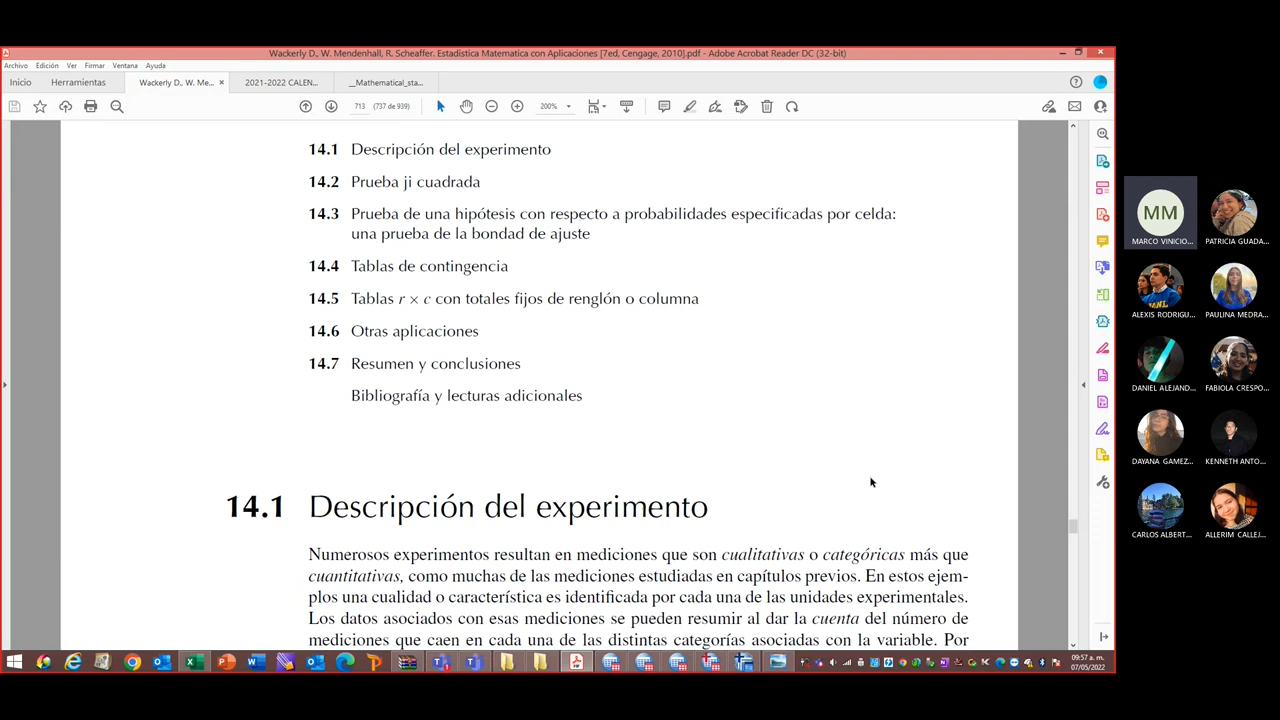 Wackerly D., W. Mendenhall, R. Scheaffer. Estadistica Matematica con Aplicaciones [7ed, Cengage, 2010].pdf - Adobe Acrobat Reader DC (32-bit)
Archivo Edición Ver Firmar Ventana Ayuda
Inicio Herramientas Wackerly D., W. Me... × 2021-2022 CALEN... __Mathematical_sta...
713 (737 de 939) 200%
14.1 Descripción del experimento
14.2 Prueba ji cuadrada
14.3 Prueba de una hipótesis con respecto a probabilidades especificadas por celda:
una prueba de la bondad de ajuste
14.4 Tablas de contingencia
14.5 Tablas r × c con totales fijos de renglón o columna
14.6 Otras aplicaciones
14.7 Resumen y conclusiones
Bibliografía y lecturas adicionales
14.1 Descripción del experimento
Numerosos experimentos resultan en mediciones que son cualitativas o categóricas más que
cuantitativas, como muchas de las mediciones estudiadas en capítulos previos. En estos ejem-
plos una cualidad o característica es identificada por cada una de las unidades experimentales.
Los datos asociados con esas mediciones se pueden resumir al dar la cuenta del número de
mediciones que caen en cada una de las distintas categorías asociadas con la variable. Por
09:57 a. m.
07/05/2022
MM
MARCO VINICIO... PATRICIA GUADA...
ALEXIS RODRIGU... PAULINA MEDRA...
DANIEL ALEJAND... FABIOLA CRESPO...
DAYANA GAMEZ... KENNETH ANTO...
CARLOS ALBERT... ALLERIM CALLEJ...